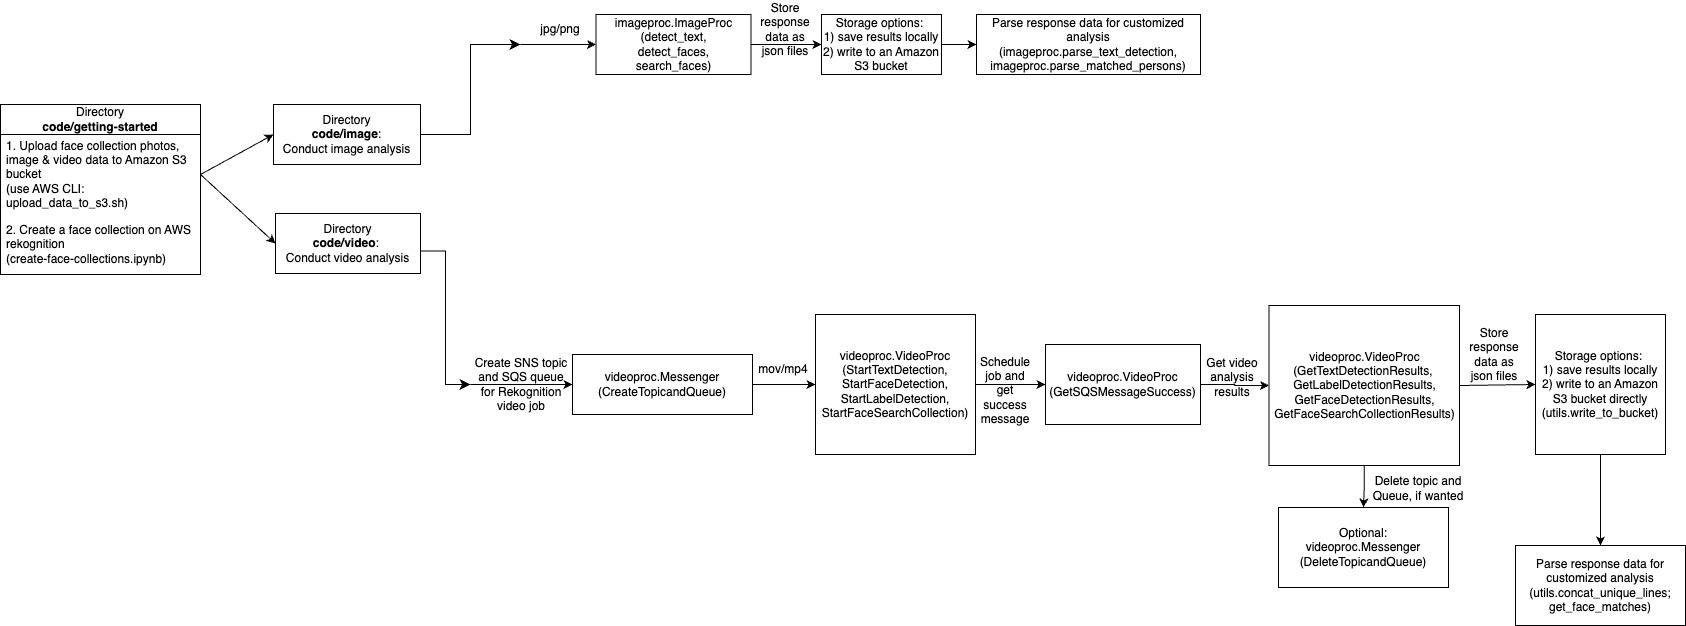 Directory
code/getting-started
1. Upload face collection photos,
image & video data to Amazon S3
bucket
(use AWS CLI:
upload_data_to_s3.sh)
2. Create a face collection on AWS
rekognition
(create-face-collections.ipynb)
Directory
code/image:
Conduct image analysis
jpg/png
imageproc.ImageProc
(detect_text,
detect_faces,
search_faces)
Store
response
data as
json files
Storage options:
1) save results locally
2) write to an Amazon
S3 bucket
Parse response data for customized
analysis
(imageproc.parse_text_detection,
imageproc.parse_matched_persons)
Directory
code/video:
Conduct video analysis
Create SNS topic
and SQS queue
for Rekognition
video job
videoproc.Messenger
(CreateTopicandQueue)
mov/mp4
videoproc.VideoProc
(StartTextDetection,
StartFaceDetection,
StartLabelDetection,
StartFaceSearchCollection)
Schedule
job and
get
success
message
videoproc.VideoProc
(GetSQSMessageSuccess)
Get video
analysis
results
videoproc.VideoProc
(GetTextDetectionResults,
GetLabelDetectionResults,
GetFaceDetectionResults,
GetFaceSearchCollectionResults)
Store
response
data as
json files
Storage options:
1) save results locally
2) write to an Amazon
S3 bucket directly
(utils.write_to_bucket)
Delete topic and
Queue, if wanted
Optional:
videoproc.Messenger
(DeleteTopicandQueue)
Parse response data for
customized analysis
(utils.concat_unique_lines;
get_face_matches)